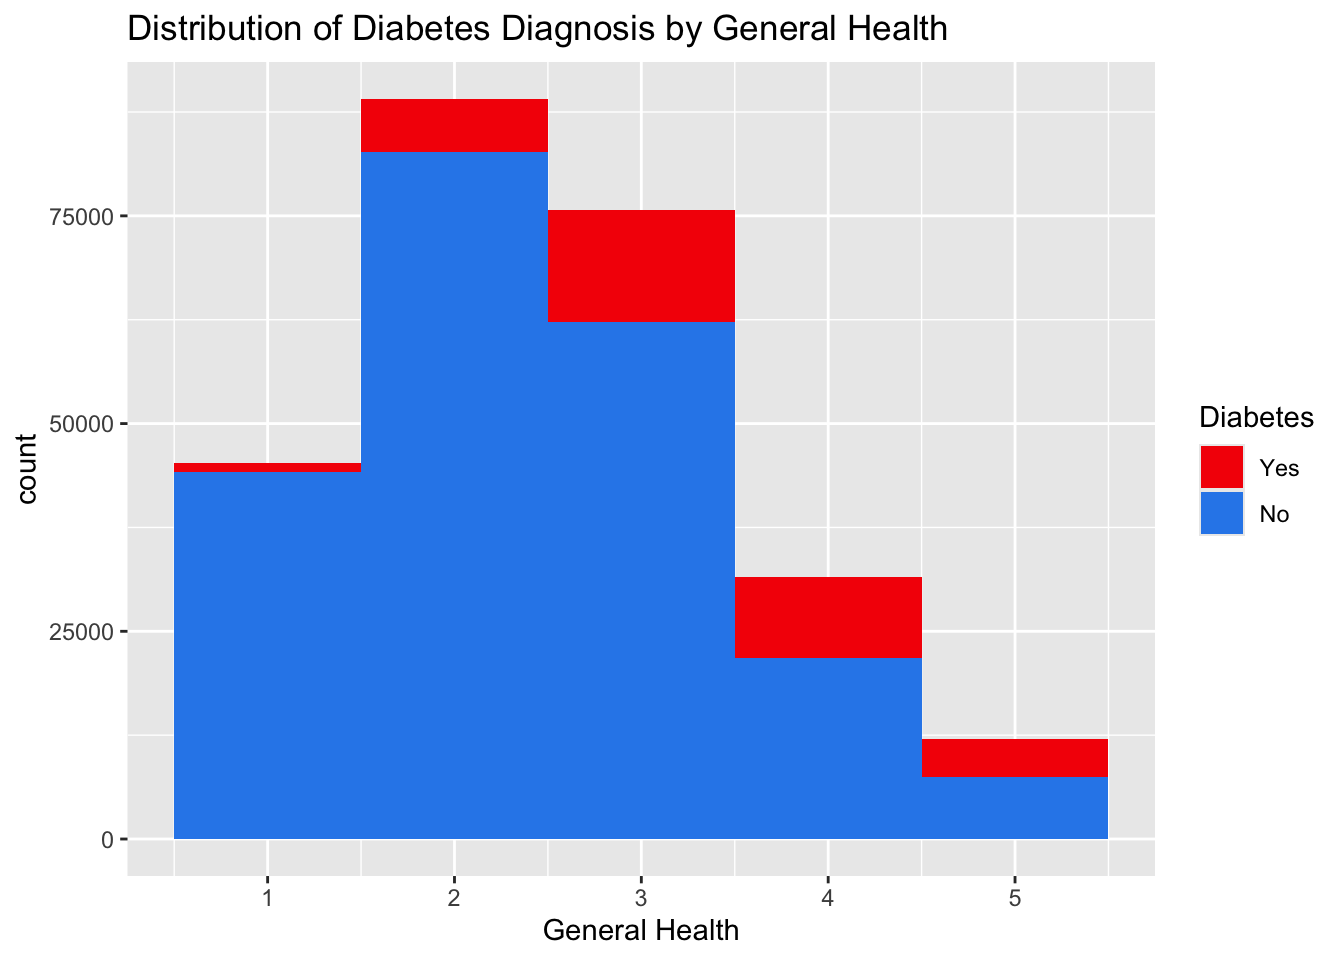 Distribution of Diabetes Diagnosis by General Health
75000
50000
25000
0
count
1 2 3 4 5
General Health
Diabetes
Yes
No